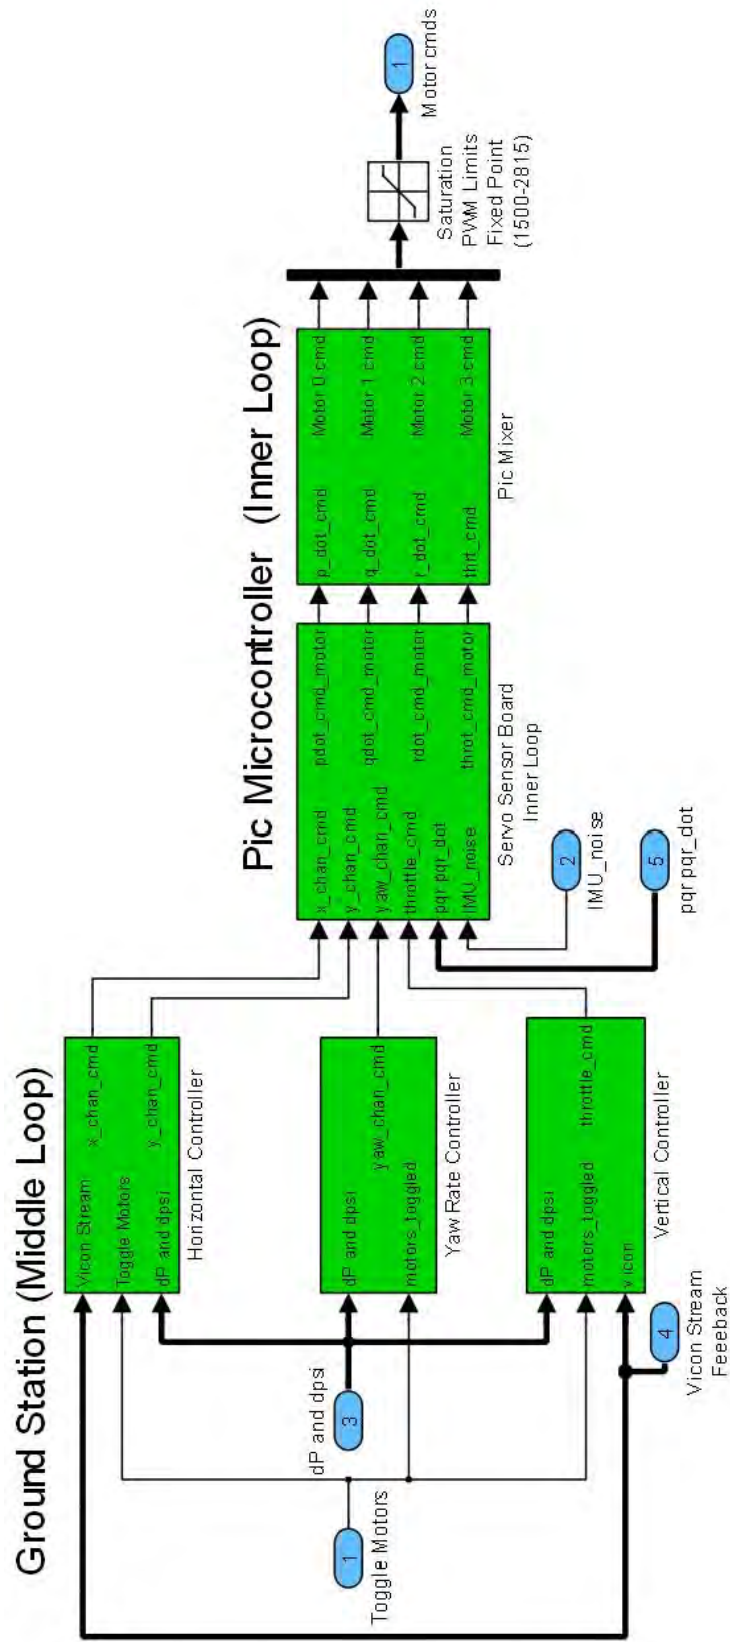 Ground Station (Middle Loop)
Pic Microcontroller (Inner Loop)
Vicon Stream
x_chan_cmd
Toggle Motors
dP and dpsi
y_chan_cmd
Horizontal Controller
dP and dpsi
yaw_chan_cmd
motors_toggled
Yaw Rate Controller
dP and dpsi
motors_toggled
throttle_cmd
vicon
Vertical Controller
1
Toggle Motors
dP and dpsi
3
4
Vicon Stream
Feeeback
x_chan_cmd
pdot_cmd_motor
y_chan_cmd
yaw_chan_cmd
qdot_cmd_motor
throttle_cmd
rdot_cmd_motor
pqr pqr_dot
IMU_noise
throt_cmd_motor
Servo Sensor Board
Inner Loop
2
IMU_noise
5
pqr pqr_dot
p_dot_cmd
Motor 0 cmd
q_dot_cmd
Motor 1 cmd
r_dot_cmd
Motor 2 cmd
thrt_cmd
Motor 3 cmd
Pic Mixer
Saturation
PWM Limits
Fixed Point
(1500-2815)
1
Motor cmds